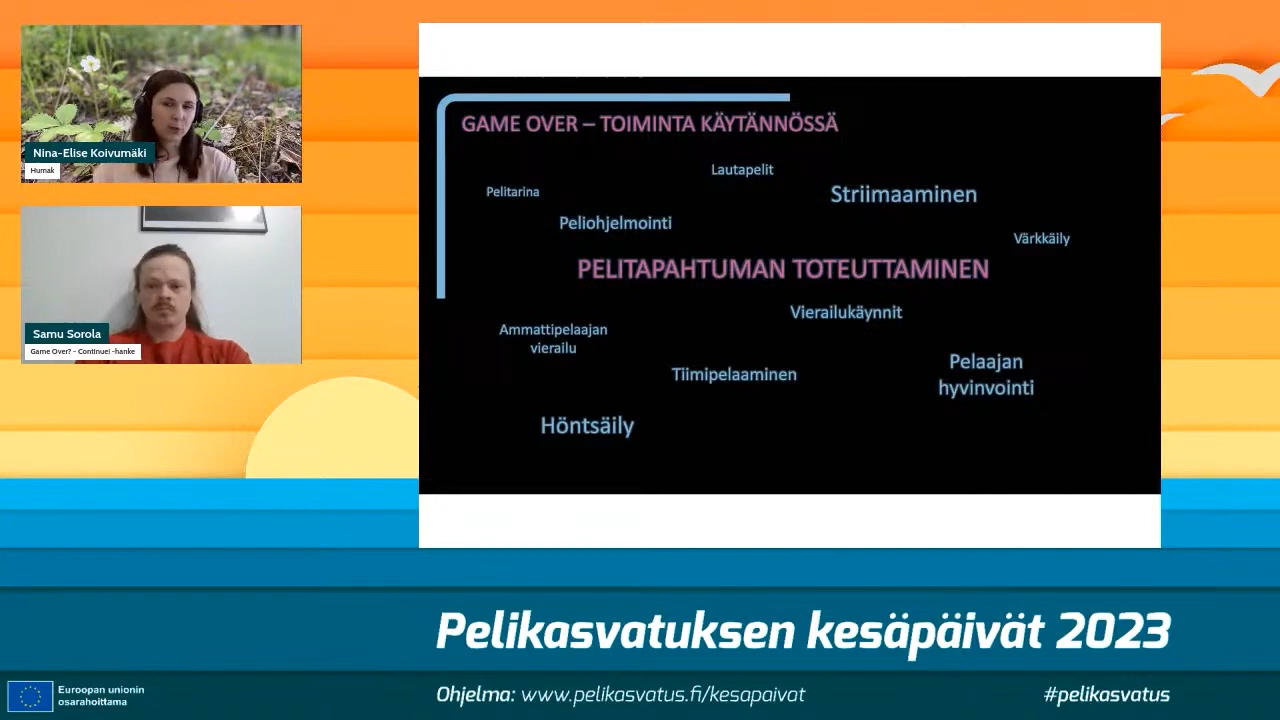 Nina-Elise Koivumäki
Humak
Samu Sorola
Game Over? - Continue! -hanke
GAME OVER – TOIMINTA KÄYTÄNNÖSSÄ
Lautapelit
Pelitarina
Striimaaminen
Peliohjelmointi
Värkkäily
PELITAPAHTUMAN TOTEUTTAMINEN
Vierailukäynnit
Ammattipelaajan
vierailu
Pelaajan
hyvinvointi
Tiimipelaaminen
Höntsäily
Pelikasvatuksen kesäpäivät 2023
Euroopan unionin
osarahoittama
Ohjelma: www.pelikasvatus.fi/kesapaivat
#pelikasvatus